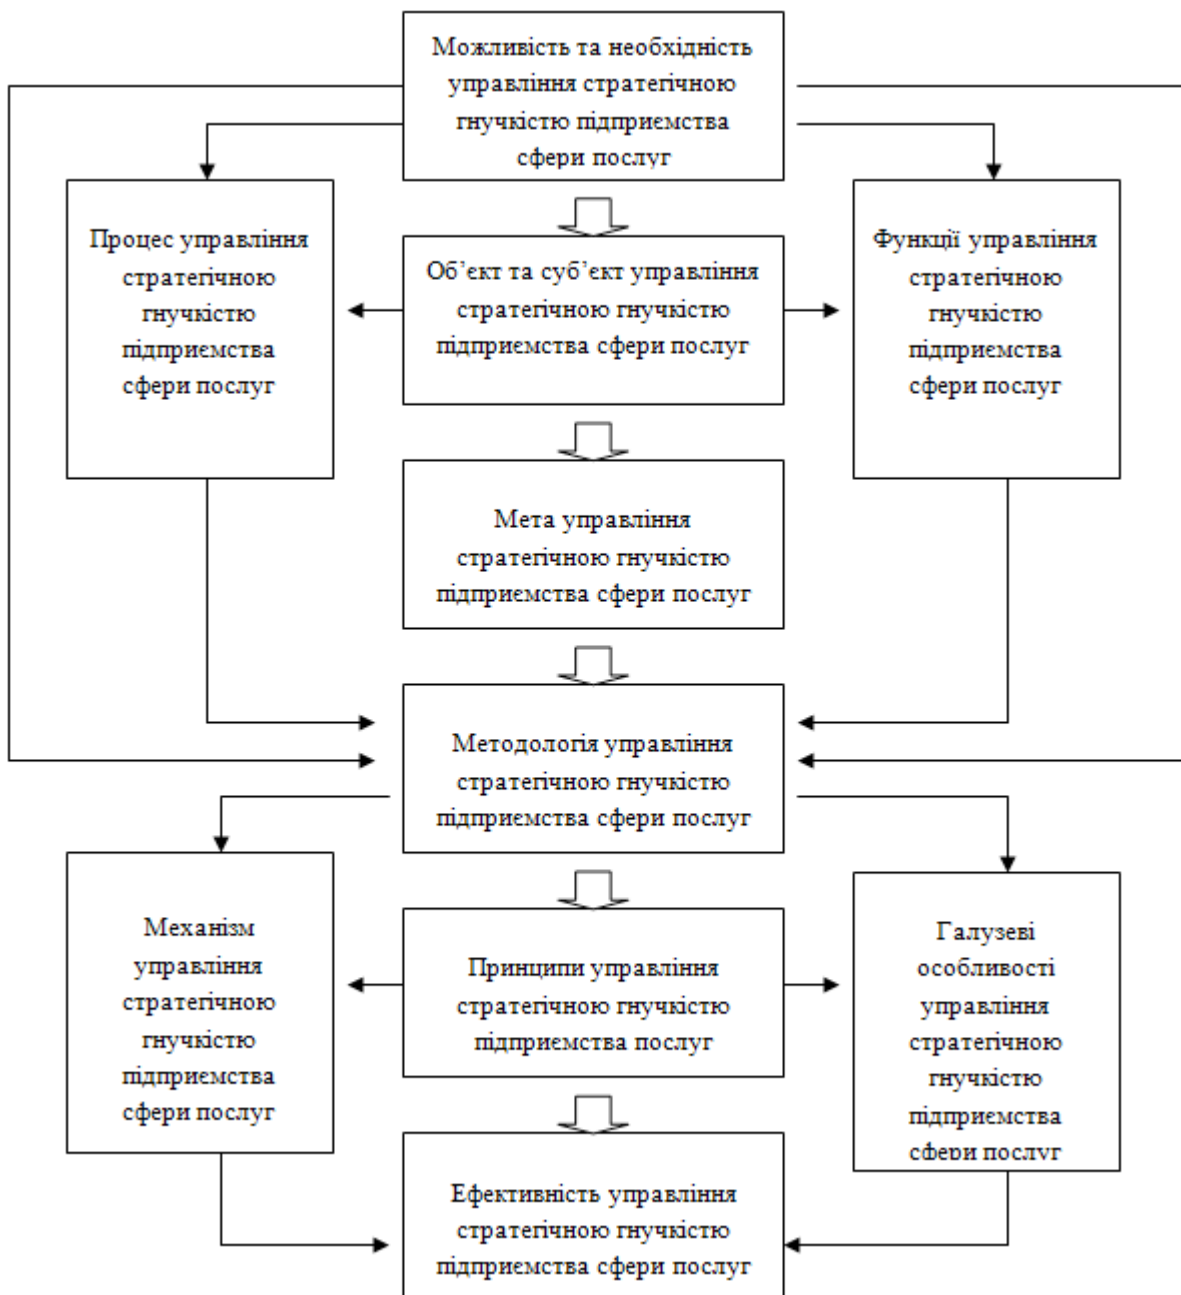 Можливість та необхідність
управління стратегічною
гнучкістю підприємства
сфери послуг
Процес управління
стратегічною
гнучкістю
підприємства
сфери послуг
Об’єкт та суб’єкт управління
стратегічною гнучкістю
підприємства сфери послуг
Функції управління
стратегічною
гнучкістю
підприємства
сфери послуг
Мета управління
стратегічною гнучкістю
підприємства сфери послуг
Методологія управління
стратегічною гнучкістю
підприємства сфери послуг
Механізм
управління
стратегічною
гнучкістю
підприємства
сфери послуг
Принципи управління
стратегічною гнучкістю
підприємства послуг
Галузеві
особливості
управління
стратегічною
гнучкістю
підприємства
сфери послуг
Ефективність управління
стратегічною гнучкістю
підприємства сфери послуг